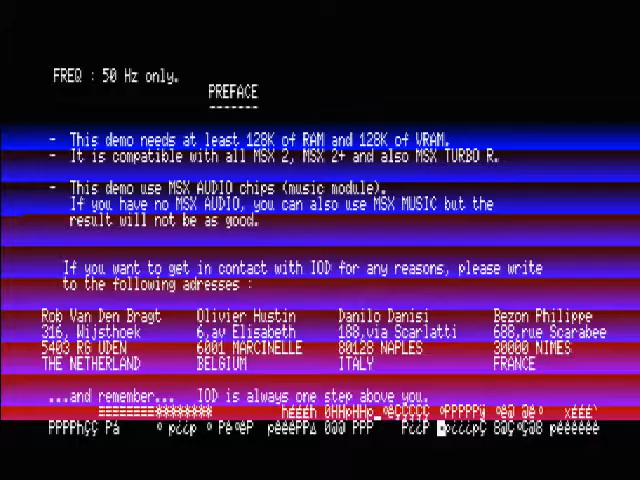 FREQ : 50 Hz only.
PREFACE
-------
- This demo needs at least 128K of RAM and 128K of VRAM.
- It is compatible with all MSX 2, MSX 2+ and also MSX TURBO R.
- This demo use MSX AUDIO chips (music module).
If you have no MSX AUDIO, you can also use MSX MUSIC but the
result will not be as good.
If you want to get in contact with IOD for any reasons, please write
to the following adresses :
Rob Van Den Bragt Olivier Hustin Danilo Danisi Bezon Philippe
316, Wijsthoek 6,av Elisabeth 188,via Scarlatti 688,rue Scarabee
5403 RG UDEN 6001 MARCINELLE 80128 NAPLES 30000 NIMES
THE NETHERLAND BELGIUM ITALY FRANCE
...and remember... IOD is always one step above you.